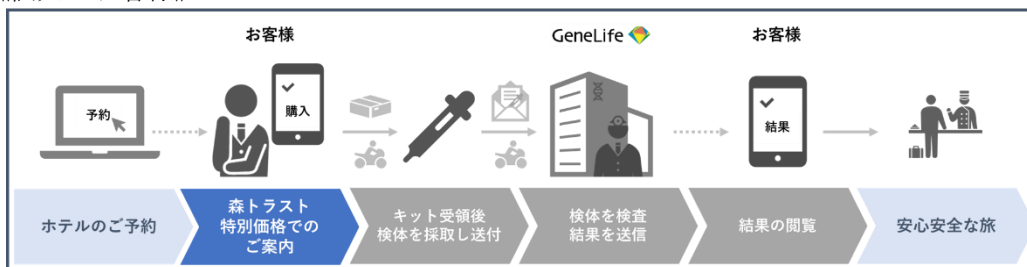 お客様
GeneLife
お客様
予約
購入
結果
ホテルのご予約
森トラスト
特別価格での
ご案内
キット受領後
検体を採取し送付
検体を検査
結果を送信
結果の閲覧
安心安全な旅